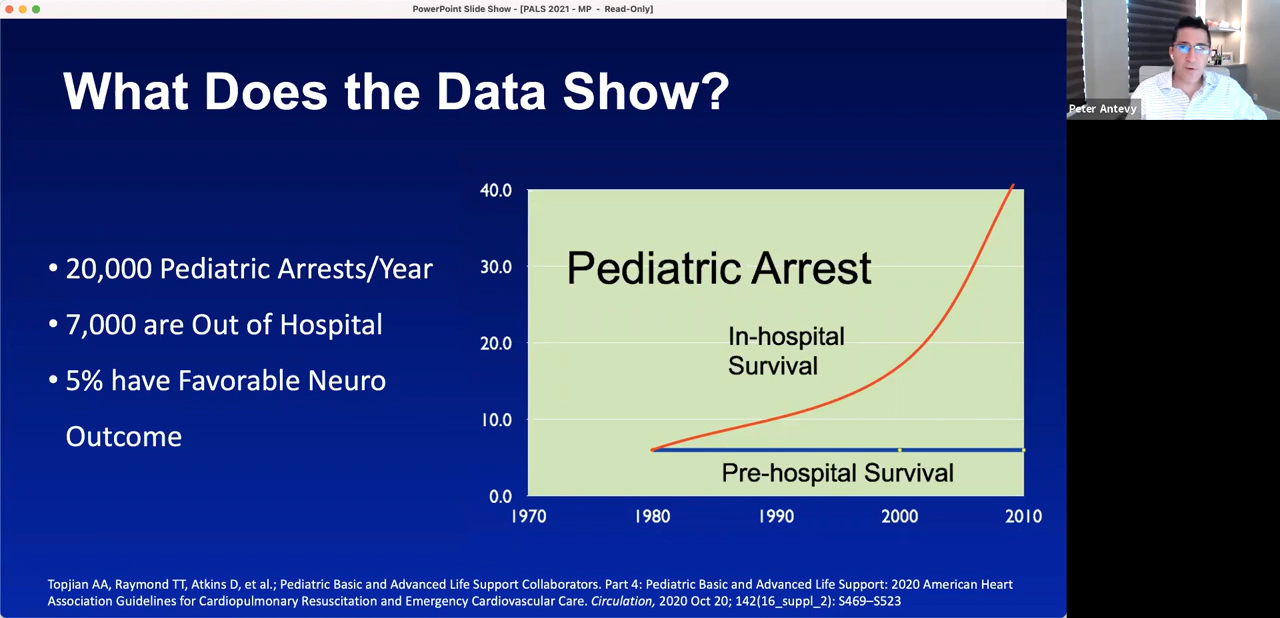 PowerPoint Slide Show - [PALS 2021 - MP - Read-Only]
What Does the Data Show?
• 20,000 Pediatric Arrests/Year
• 7,000 are Out of Hospital
• 5% have Favorable Neuro
Outcome
40.0
30.0
20.0
10.0
0.0
Pediatric Arrest
In-hospital
Survival
Pre-hospital Survival
1970
1980
1990
2000
2010
Topjian AA, Raymond TT, Atkins D, et al.; Pediatric Basic and Advanced Life Support Collaborators. Part 4: Pediatric Basic and Advanced Life Support: 2020 American Heart
Association Guidelines for Cardiopulmonary Resuscitation and Emergency Cardiovascular Care. Circulation, 2020 Oct 20; 142(16_suppl_2): S469–S523
Peter Antevy